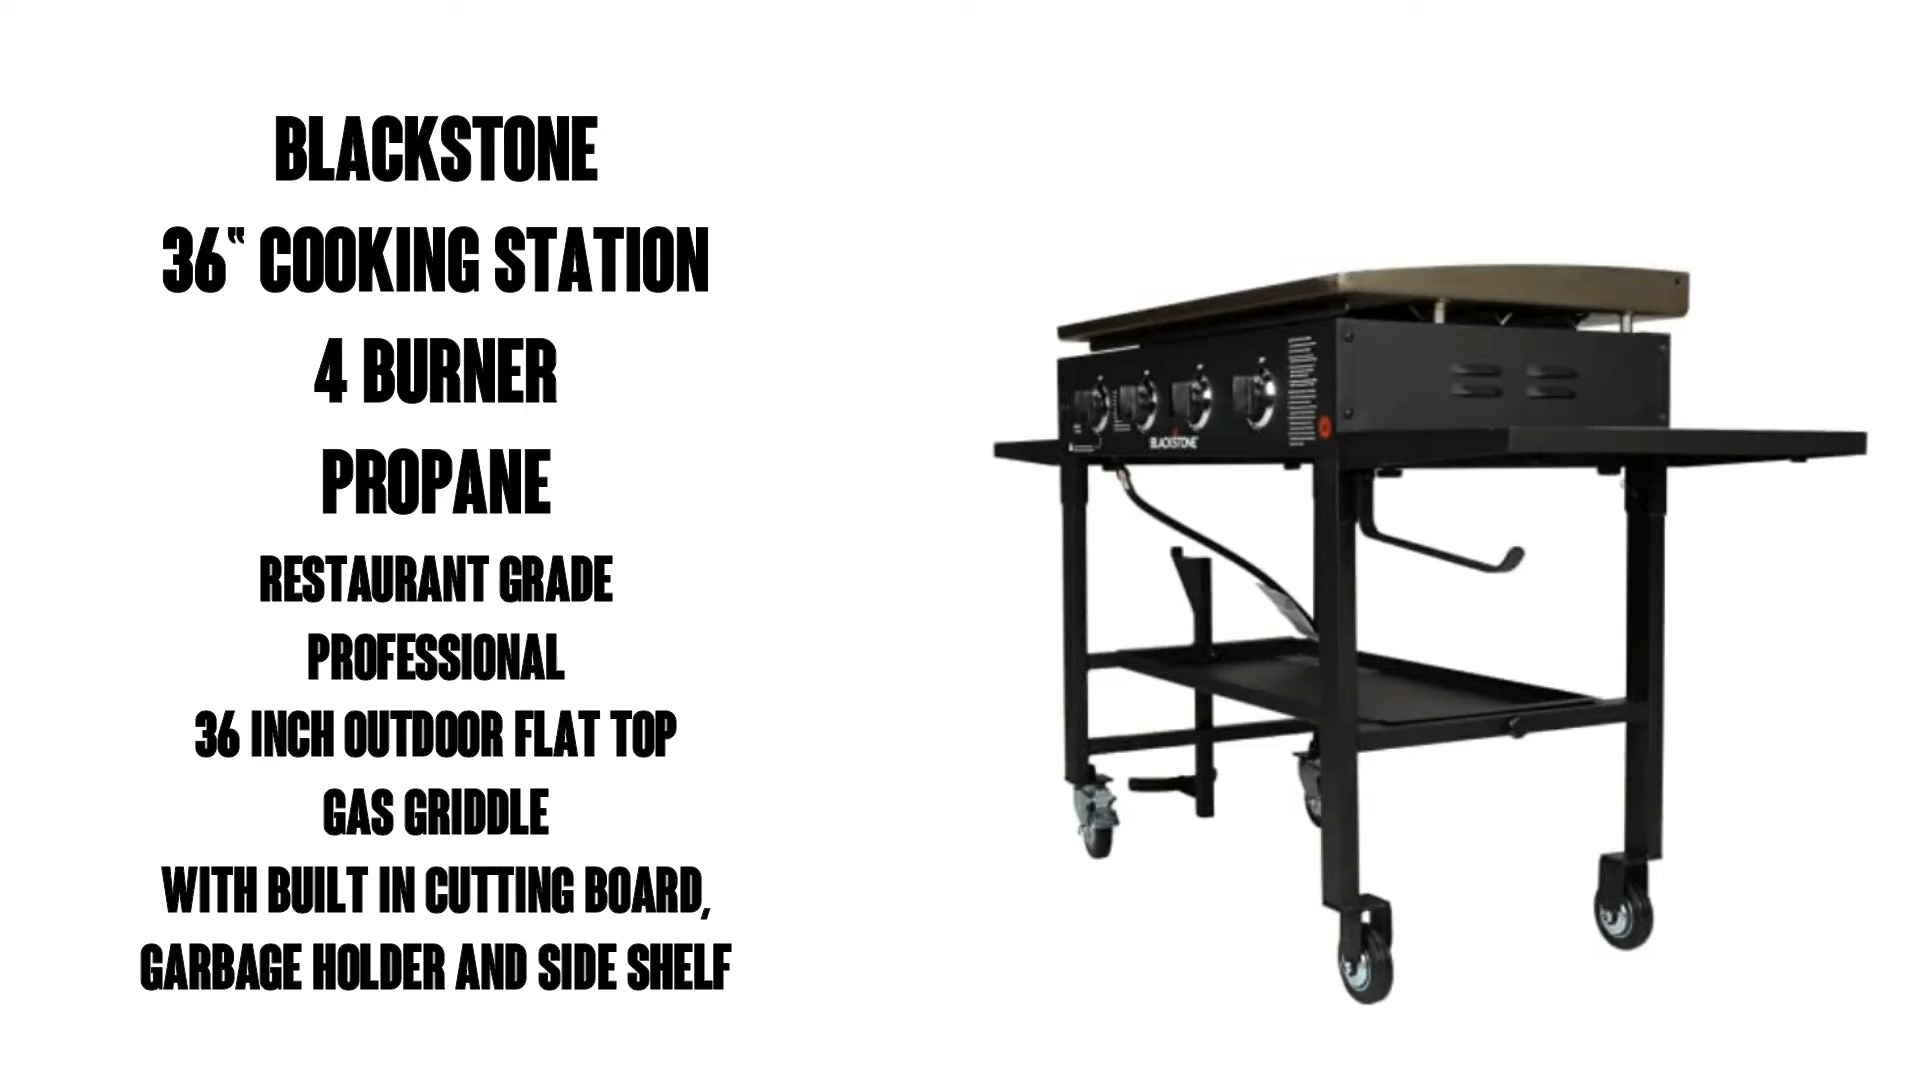 BLACKSTONE
36“ COOKING STATION
4 BURNER
PROPANE
RESTAURANT GRADE
PROFESSIONAL
36 INCH OUTDOOR FLAT TOP
GAS GRIDDLE
WITH BUILT IN CUTTING BOARD,
GARBAGE HOLDER AND SIDE SHELF
BLACKSTONE